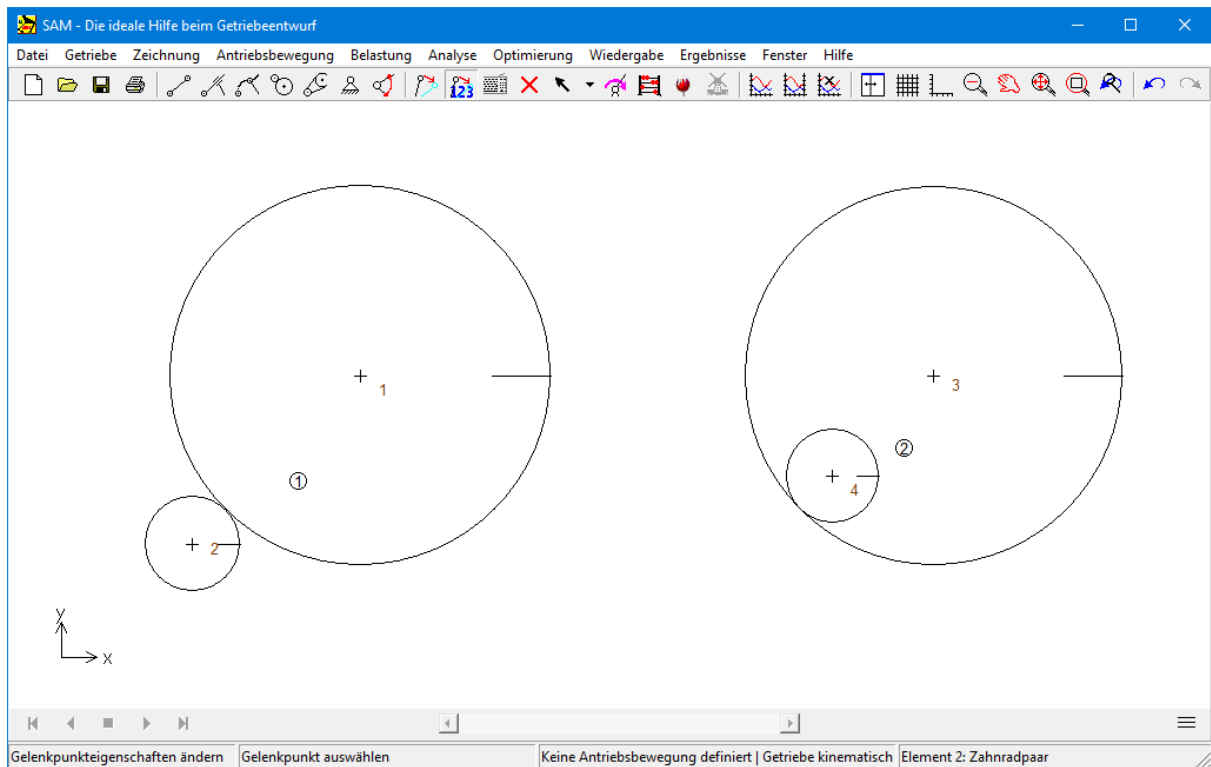 SAM - Die ideale Hilfe beim Getriebeentwurf
Datei Getriebe Zeichnung Antriebsbewegung Belastung Analyse Optimierung Wiedergabe Ergebnisse Fenster Hilfe
123
1
3
①
②
4
2
y
x
Gelenkpunkteigenschaften ändern Gelenkpunkt auswählen Keine Antriebsbewegung definiert | Getriebe kinematisch Element 2: Zahnradpaar